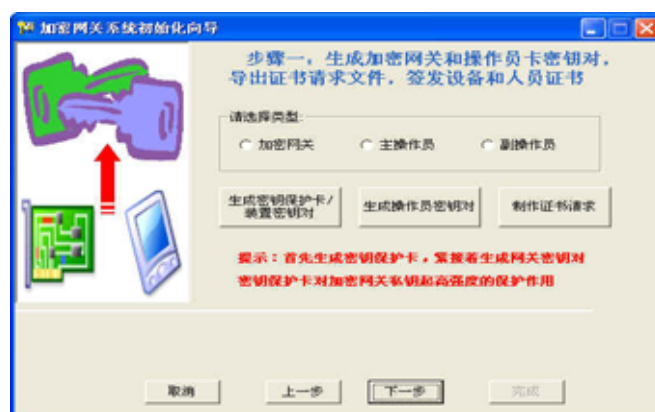 加密网关系统初始化向导
步骤一，生成加密网关和操作员卡密钥对，
导出证书请求文件，签发设备和人员证书
请选择类型:
加密网关 主操作员 副操作员
生成密钥保护卡/
装置密钥对
生成操作员密钥对 制作证书请求
提示：首先生成密钥保护卡，紧接着生成网关密钥对
密钥保护卡对加密网关私钥起高强度的保护作用
取消 上一步 下一步 完成